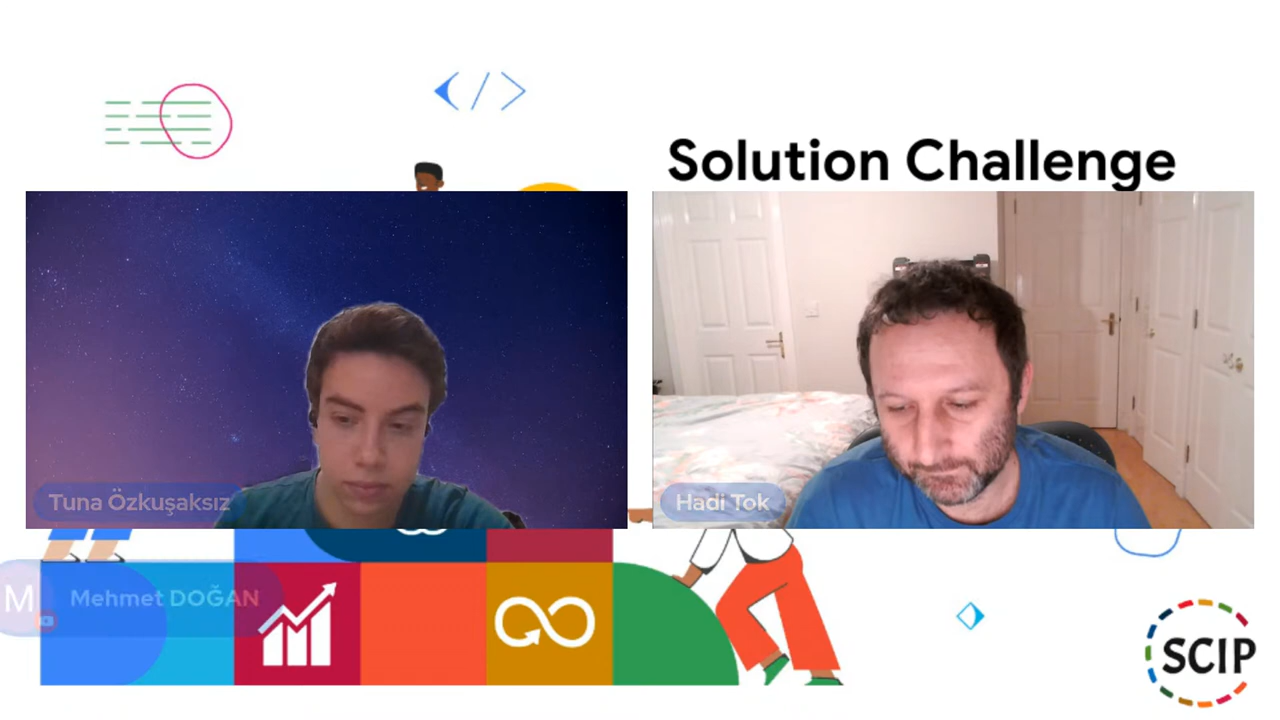 Solution Challenge
Tuna Özkuşaksız
Hadi Tok
M
Mehmet DOĞAN
SCIP